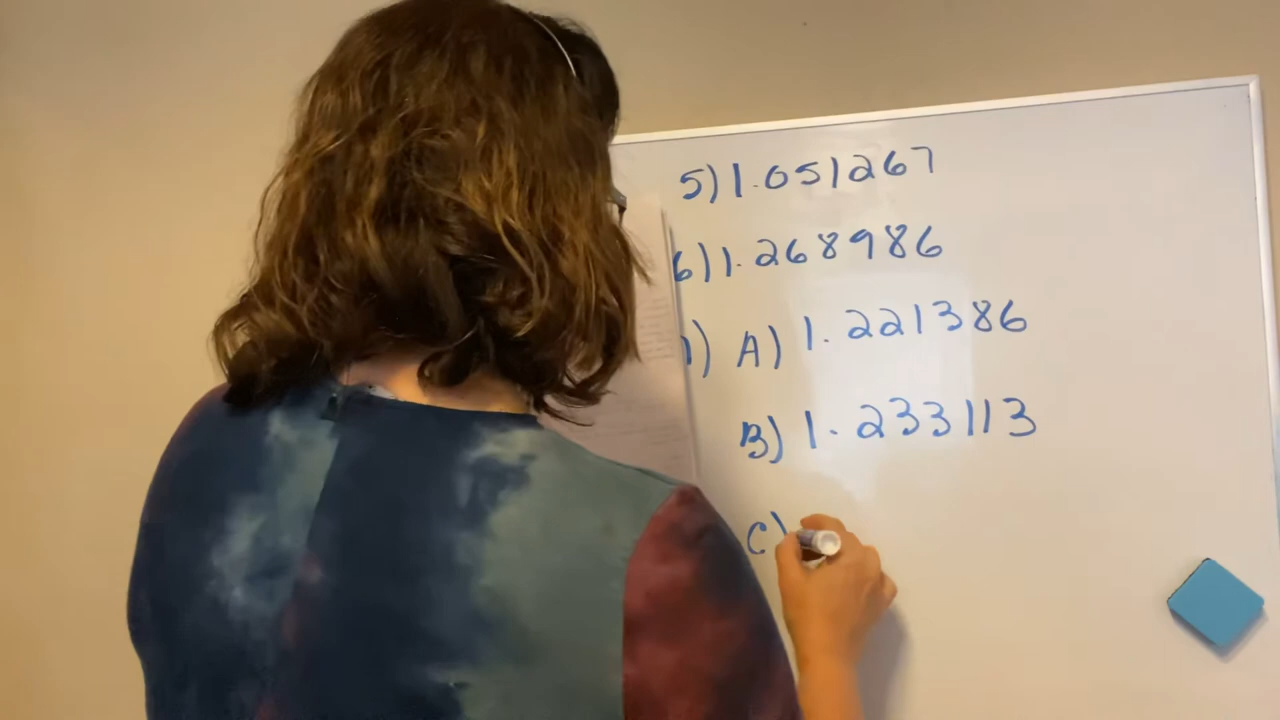 5) 1.051267
6) 1.268986
) A) 1.221386
B) 1.233113
C)